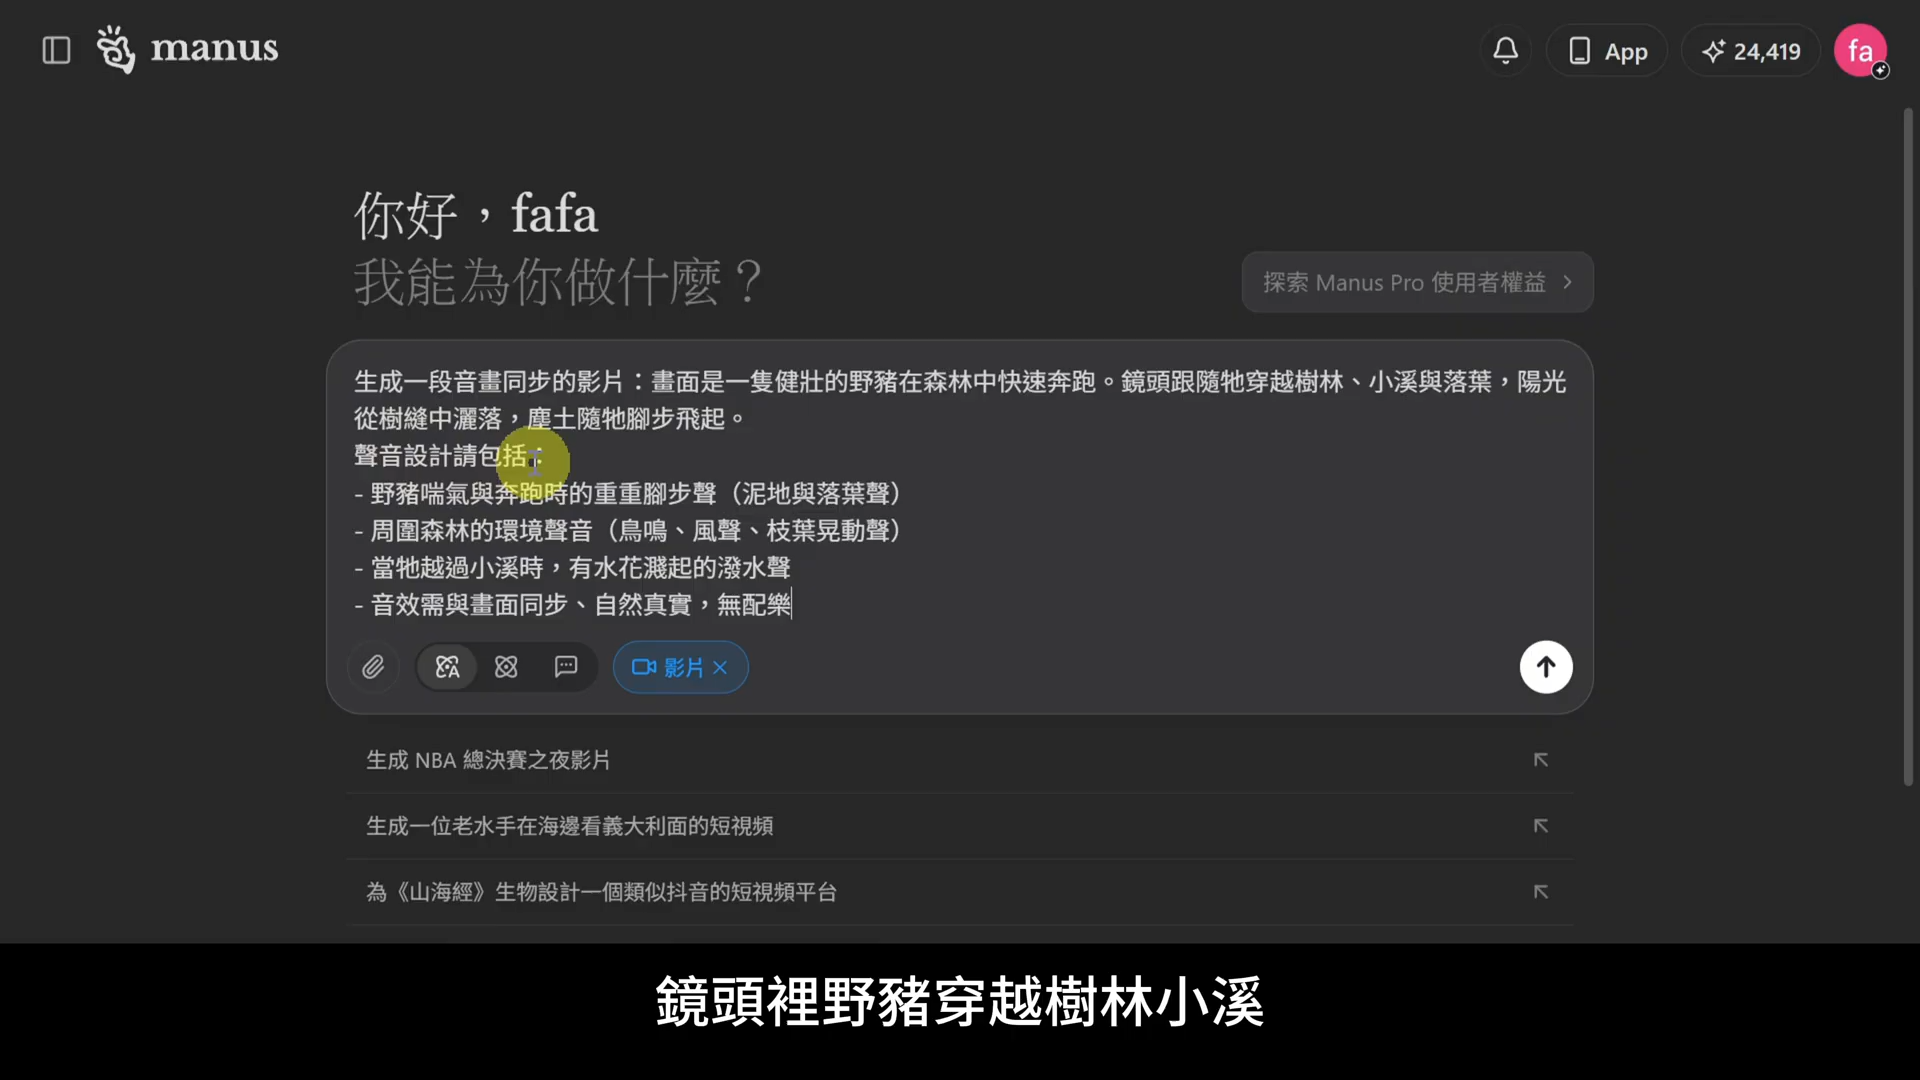 manus
App
24,419
fa
你好，fafa
我能為你做什麼？
探索 Manus Pro 使用者權益
生成一段音畫同步的影片：畫面是一隻健壯的野豬在森林中快速奔跑。鏡頭跟隨牠穿越樹林、小溪與落葉，陽光
從樹縫中灑落，塵土隨牠腳步飛起。
聲音設計請包括：
- 野豬喘氣與奔跑時的重重腳步聲（泥地與落葉聲）
- 周圍森林的環境聲音（鳥鳴、風聲、枝葉晃動聲）
- 當牠越過小溪時，有水花濺起的潑水聲
- 音效需與畫面同步、自然真實，無配樂
影片
生成 NBA 總決賽之夜影片
生成一位老水手在海邊看義大利面的短視頻
為《山海經》生物設計一個類似抖音的短視頻平台
鏡頭裡野豬穿越樹林小溪